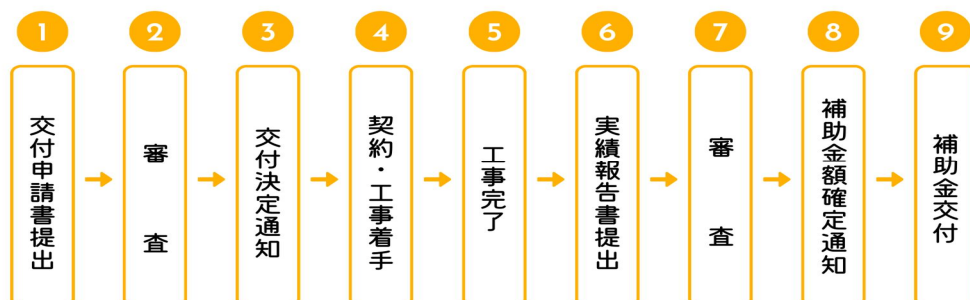 1
交付申請書提出
2
審査
3
交付決定通知
4
契約・工事着手
5
工事完了
6
実績報告書提出
7
審査
8
補助金額確定通知
9
補助金交付